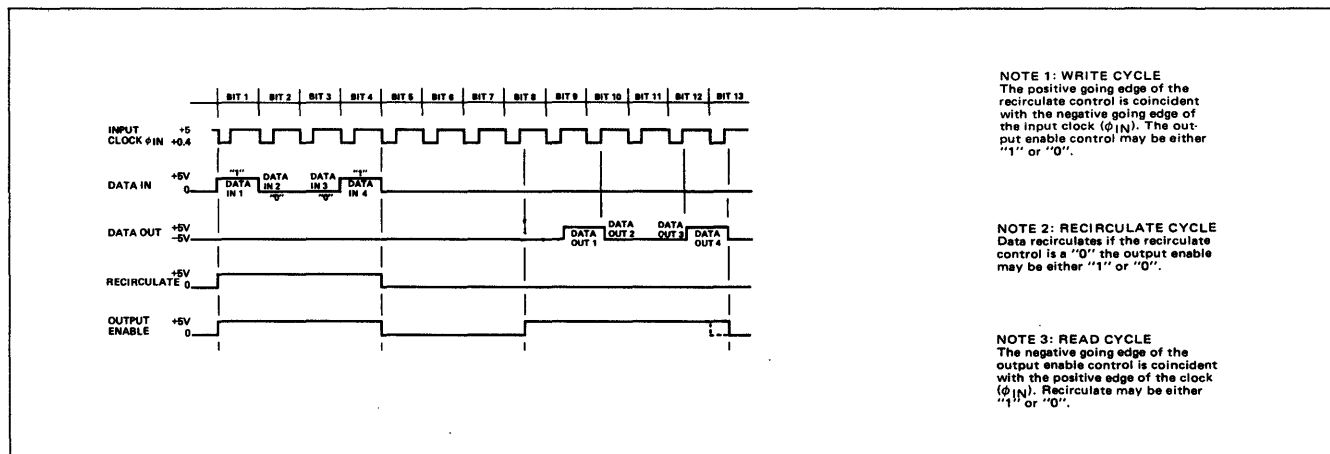 BIT 1 BIT 2 BIT 3 BIT 4 BIT 5 BIT 6 BIT 7 BIT 8 BIT 9 BIT 10 BIT 11 BIT 12 BIT 13
INPUT +5
CLOCK ϕ IN +0.4
"1" "1"
DATA IN +5V DATA DATA DATA DATA
0 IN 1 IN 2 IN 3 IN 4
"0" "0"
DATA OUT +5V DATA DATA DATA DATA
-5V OUT 1 OUT 2 OUT 3 OUT 4
RECIRCULATE +5V
0
OUTPUT +5V
ENABLE 0
NOTE 1: WRITE CYCLE
The positive going edge of the
recirculate control is coincident
with the negative going edge of
the input clock (ϕIN). The out-
put enable control may be either
"1" or "0".
NOTE 2: RECIRCULATE CYCLE
Data recirculates if the recirculate
control is a "0" the output enable
may be either "1" or "0".
NOTE 3: READ CYCLE
The negative going edge of the
output enable control is coincident
with the positive edge of the clock
(ϕIN). Recirculate may be either
"1" or "0".